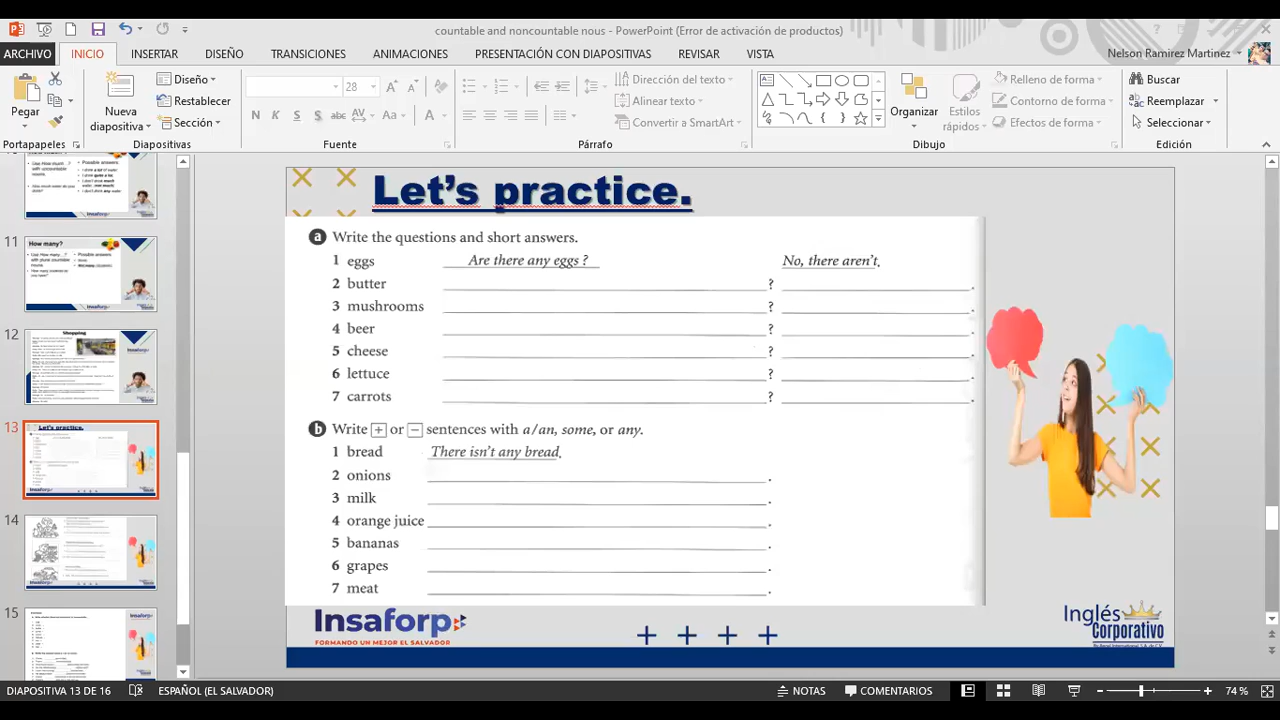 countable and noncountable nous - PowerPoint (Error de activación de productos)
ARCHIVO INICIO INSERTAR DISEÑO TRANSICIONES ANIMACIONES PRESENTACIÓN CON DIAPOSITIVAS REVISAR VISTA Nelson Ramirez Martinez
Pegar
Nueva diapositiva
Diseño
Restablecer
Sección
28
N K S S abc AV Aa A
Dirección del texto
Alinear texto
Convertir a SmartArt
Organizar
Estilos rápidos
Relleno de forma
Contorno de forma
Efectos de forma
Buscar
Reemplazar
Seleccionar
Portapapeles Diapositivas Fuente Párrafo Dibujo Edición
11
How many?
12
Shopping
13
Let's practice.
14
15
Let's practice.
a Write the questions and short answers.
1 eggs Are there any eggs ? No, there aren't.
2 butter ? .
3 mushrooms ? .
4 beer ? .
5 cheese ? .
6 lettuce ? .
7 carrots ? .
b Write + or − sentences with a/an, some, or any.
1 bread There isn't any bread.
2 onions .
3 milk .
4 orange juice .
5 bananas .
6 grapes .
7 meat .
Insaforp
FORMANDO UN MEJOR EL SALVADOR
Inglés
Corporativo
DIAPOSITIVA 13 DE 16 ESPAÑOL (EL SALVADOR) NOTAS COMENTARIOS 74 %